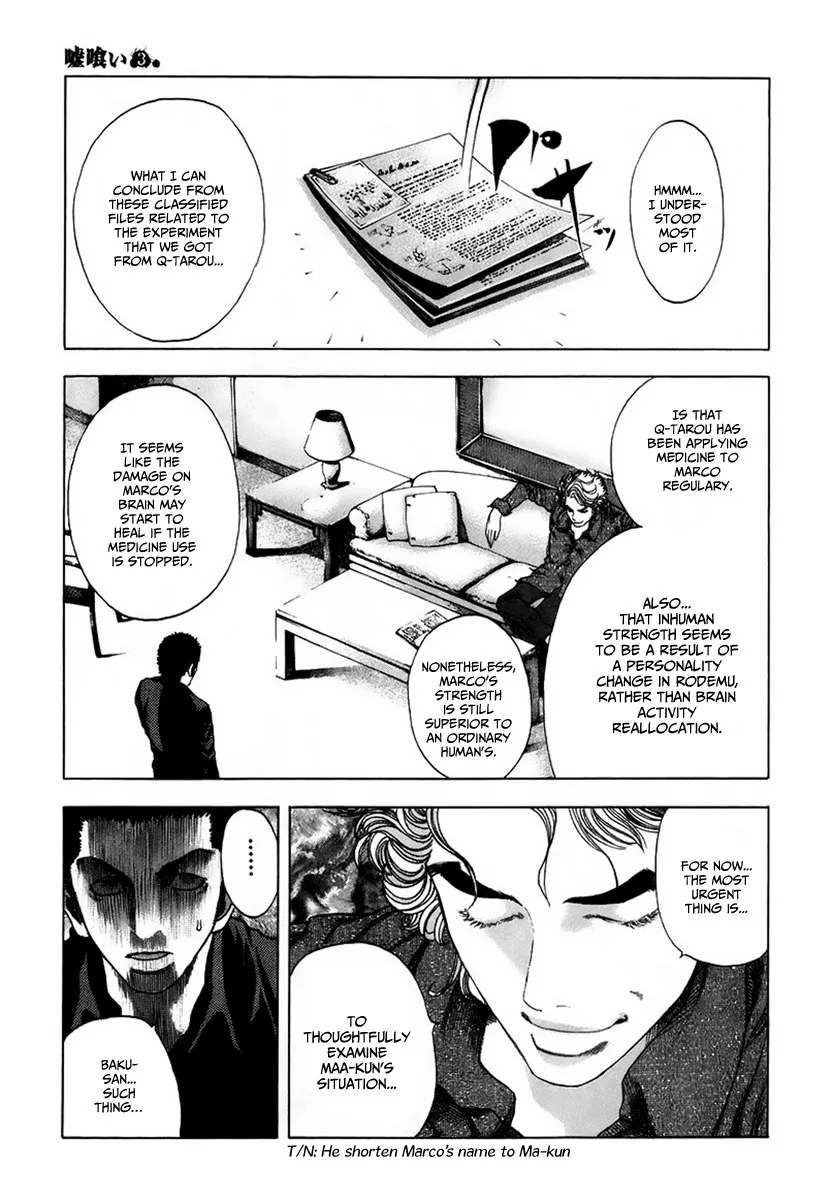 嘘喰い③.
HMMM...
I UNDER-
STOOD
MOST
OF IT.
バサッ
WHAT I CAN
CONCLUDE FROM
THESE CLASSIFIED
FILES RELATED TO
THE EXPERIMENT
THAT WE GOT
FROM Q-TAROU...
IS THAT
Q-TAROU HAS
BEEN APPLYING
MEDICINE TO
MARCO
REGULARY.
IT SEEMS
LIKE THE
DAMAGE ON
MARCO'S
BRAIN MAY
START TO
HEAL IF THE
MEDICINE USE
IS STOPPED.
ALSO...
THAT INHUMAN
STRENGTH SEEMS
TO BE A RESULT OF
A PERSONALITY
CHANGE IN RODEMU,
RATHER THAN BRAIN
ACTIVITY
REALLOCATION.
NONETHELESS,
MARCO'S
STRENGTH
IS STILL
SUPERIOR TO
AN ORDINARY
HUMAN'S.
FOR NOW...
...THE MOST
URGENT
THING IS...
TO
THOUGHTFULLY
EXAMINE
MAA-KUN'S
SITUATION...
......
BAKU-
SAN...
SUCH
THING...
T/N: He shorten Marco's name to Ma-kun